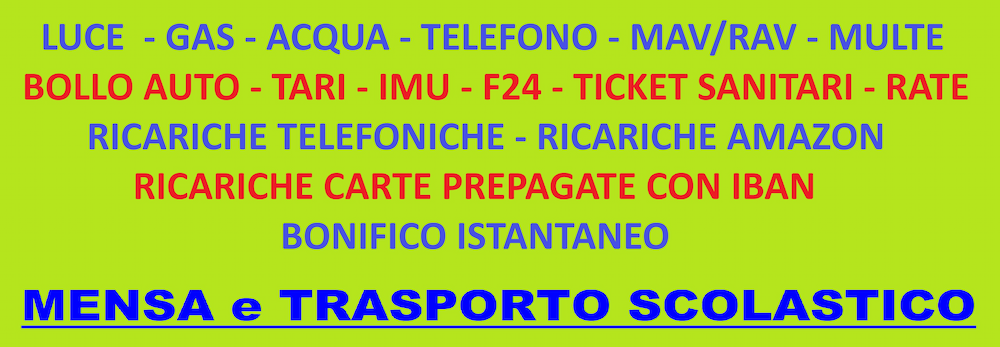 LUCE - GAS - ACQUA - TELEFONO - MAV/RAV - MULTE
BOLLO AUTO - TARI - IMU - F24 - TICKET SANITARI - RATE
RICARICHE TELEFONICHE - RICARICHE AMAZON
RICARICHE CARTE PREPAGATE CON IBAN
BONIFICO ISTANTANEO
MENSA e TRASPORTO SCOLASTICO